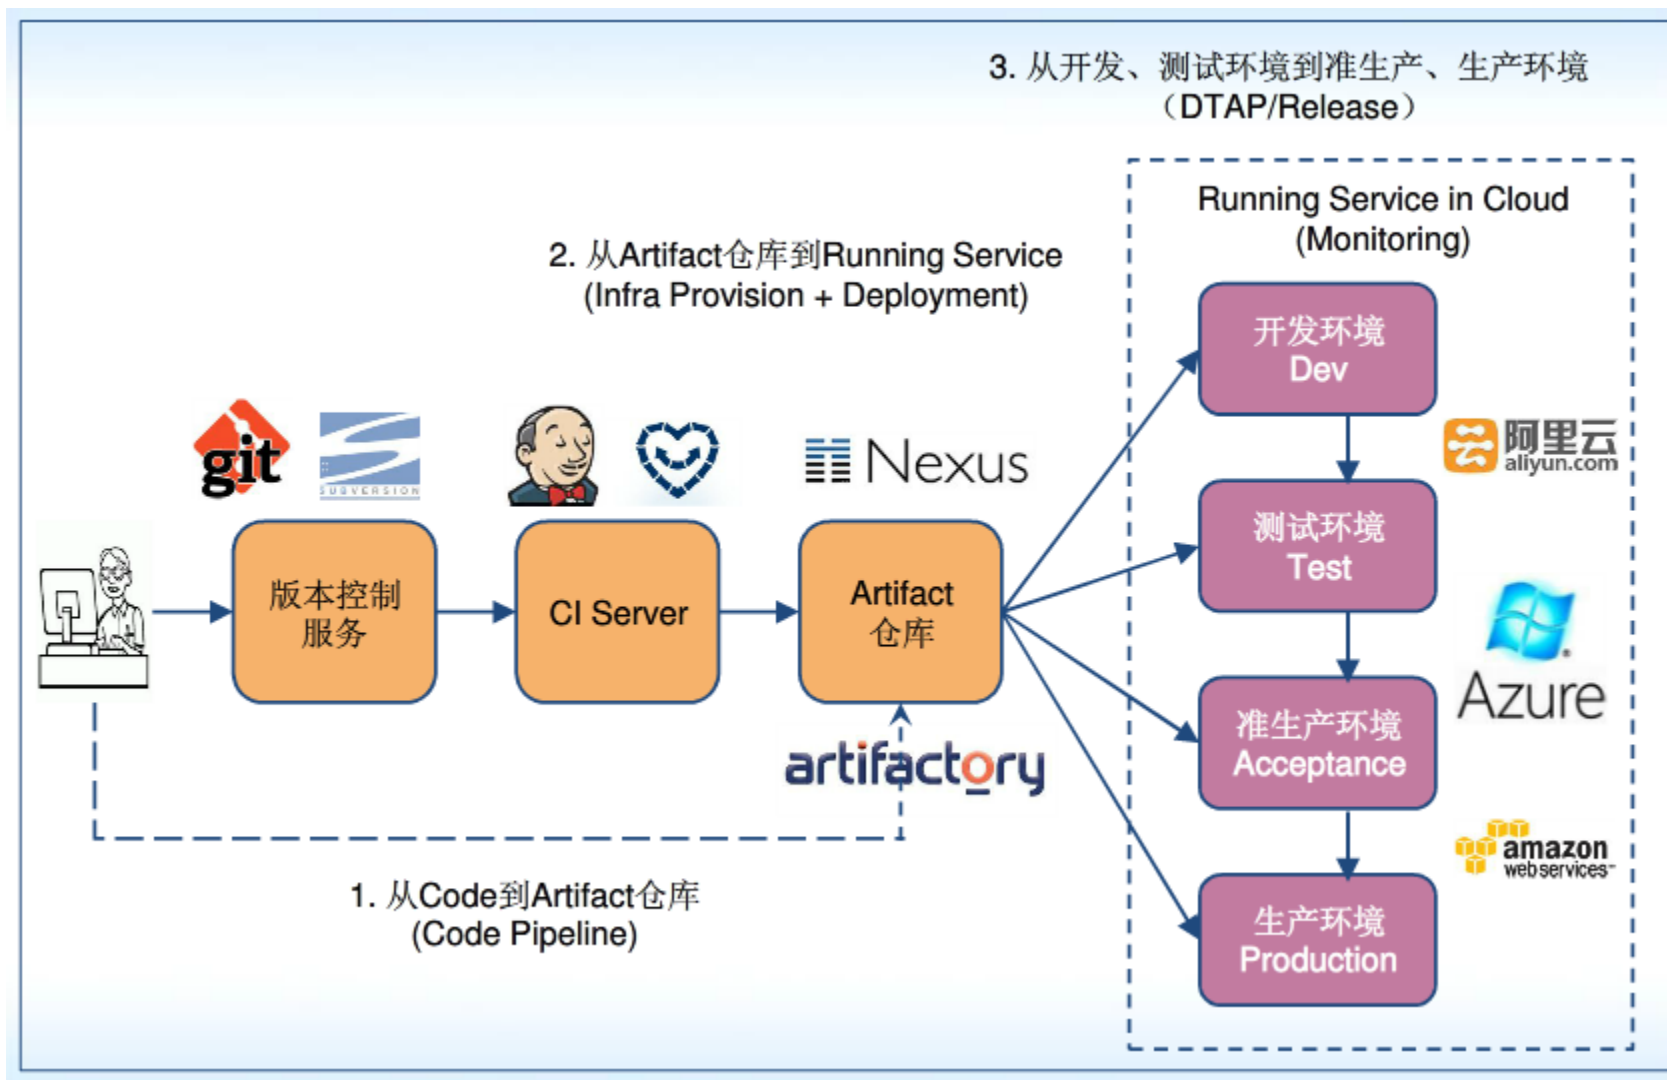 3. 从开发、测试环境到准生产、生产环境
（DTAP/Release）
Running Service in Cloud
(Monitoring)
2. 从Artifact仓库到Running Service
(Infra Provision + Deployment)
开发环境
Dev
git
SUBVERSION
Nexus
阿里云
aliyun.com
测试环境
Test
版本控制
服务
CI Server
Artifact
仓库
Azure
准生产环境
Acceptance
artifactory
amazon
webservices™
1. 从Code到Artifact仓库
(Code Pipeline)
生产环境
Production